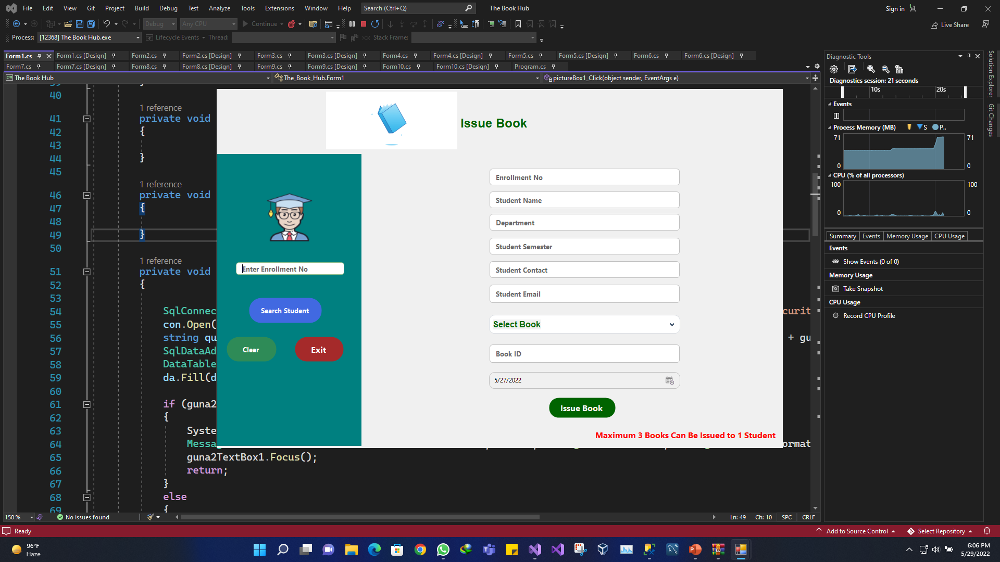 File Edit View Git Project Build Debug Test Analyze Tools Extensions Window Help Search (Ctrl+Q) The Book Hub Sign in
Debug Any CPU Continue Live Share
Process: [12368] The Book Hub.exe Lifecycle Events Thread: Stack Frame:
Form1.cs Form1.cs [Design] Form2.cs Form2.cs [Design] Form3.cs Form3.cs [Design] Form4.cs Form4.cs [Design] Form5.cs Form5.cs [Design] Form6.cs Form6.cs [Design]
Form7.cs Form7.cs [Design] Form8.cs Form8.cs [Design] Form9.cs Form9.cs [Design] Form10.cs Form10.cs [Design] Program.cs
The Book Hub The_Book_Hub.Form1 pictureBox1_Click(object sender, EventArgs e)
40
1 reference
41 private void
42 {
43
44 }
45
1 reference
46 private void
47 {
48
49 }
50
1 reference
51 private void
52 {
53
54 SqlConnec curit
55 con.Open(
56 string qu + gu
57 SqlDataAd
58 DataTable
59 da.Fill(d
60
61 if (guna2
62 {
63 Syste
64 Messa ormat
65 guna2TextBox1.Focus();
66 return;
67 }
68 else
69 {
Issue Book
Enter Enrollment No
Search Student
Clear Exit
Enrollment No
Student Name
Department
Student Semester
Student Contact
Student Email
Select Book
Book ID
5/27/2022
Issue Book
Maximum 3 Books Can Be Issued to 1 Student
Diagnostic Tools
Diagnostics session: 21 seconds
10s 20s
Events
Process Memory (MB) S P..
71 71
0 0
CPU (% of all processors)
100 100
0 0
Summary Events Memory Usage CPU Usage
Events
Show Events (0 of 0)
Memory Usage
Take Snapshot
CPU Usage
Record CPU Profile
Solution Explorer
Git Changes
150 % No issues found Ln: 49 Ch: 10 SPC CRLF
Ready Add to Source Control Select Repository
96°F
Haze
6:06 PM
5/29/2022